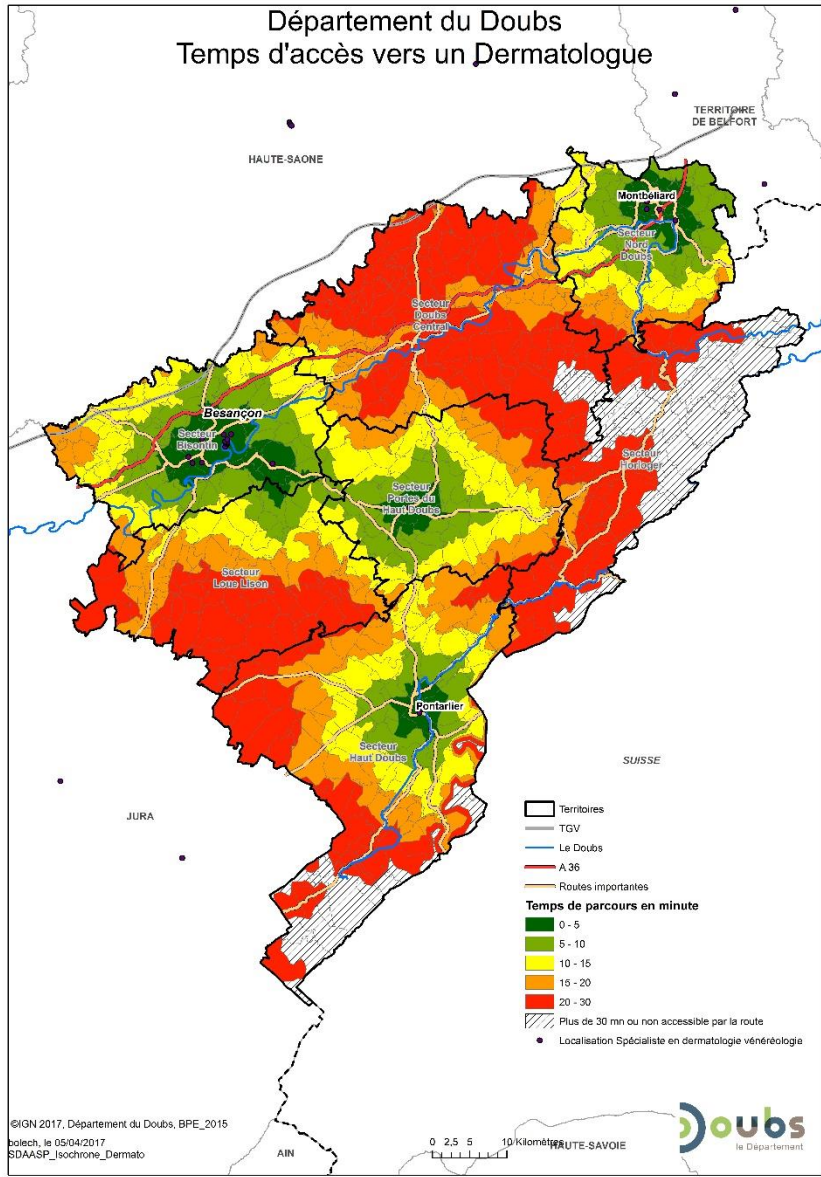 Département du Doubs
Temps d'accès vers un Dermatologue
TERRITOIRE
DE BELFORT
HAUTE-SAONE
Montbéliard
Secteur
Nord
Doubs
Secteur
Doubs
Central
Besançon
Secteur
Bisontin
Secteur
Horloger
Secteur
Portes du
Haut Doubs
Secteur
Loue Lison
Pontarlier
Secteur
Haut Doubs
SUISSE
JURA
Territoires
TGV
Le Doubs
A 36
Routes importantes
Temps de parcours en minute
0 - 5
5 - 10
10 - 15
15 - 20
20 - 30
Plus de 30 mn ou non accessible par la route
Localisation Spécialiste en dermatologie vénéréologie
©IGN 2017, Département du Doubs, BPE_2015
bolech, le 05/04/2017
SDAASP_Isochrone_Dermato
AIN
0 2,5 5 10 Kilomètres
HAUTE-SAVOIE
Doubs
le Département